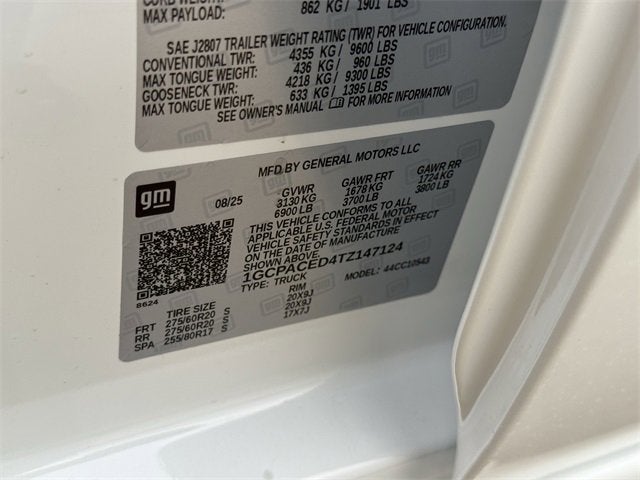 CURB WEIGHT:
MAX PAYLOAD: 862 KG / 1901 LBS
SAE J2807 TRAILER WEIGHT RATING (TWR) FOR VEHICLE CONFIGURATION.
CONVENTIONAL TWR: 4355 KG / 9600 LBS
MAX TONGUE WEIGHT: 436 KG / 960 LBS
GOOSENECK TWR: 4218 KG / 9300 LBS
MAX TONGUE WEIGHT: 633 KG / 1395 LBS
SEE OWNER'S MANUAL FOR MORE INFORMATION
MFD BY GENERAL MOTORS LLC
gm
08/25 GVWR GAWR FRT GAWR RR
3130 KG 1678 KG 1724 KG
6900 LB 3700 LB 3800 LB
THIS VEHICLE CONFORMS TO ALL
APPLICABLE U.S. FEDERAL MOTOR
VEHICLE SAFETY STANDARDS IN EFFECT
ON THE DATE OF MANUFACTURE
SHOWN ABOVE.
1GCPACED4TZ147124
TYPE: TRUCK MODEL: 44CC10543
8624
TIRE SIZE RIM
FRT 275/60R20 S 20X9J
RR 275/60R20 S 20X9J
SPA 255/80R17 S 17X7J